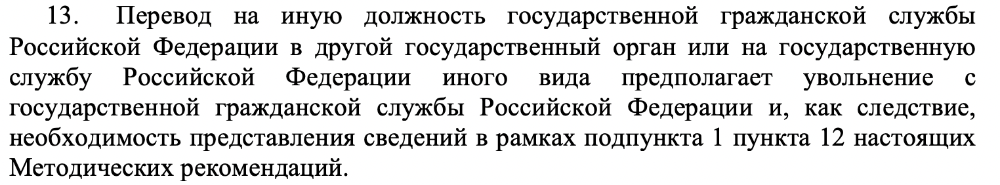 13. Перевод на иную должность государственной гражданской службы
Российской Федерации в другой государственный орган или на государственную
службу Российской Федерации иного вида предполагает увольнение с
государственной гражданской службы Российской Федерации и, как следствие,
необходимость представления сведений в рамках подпункта 1 пункта 12 настоящих
Методических рекомендаций.